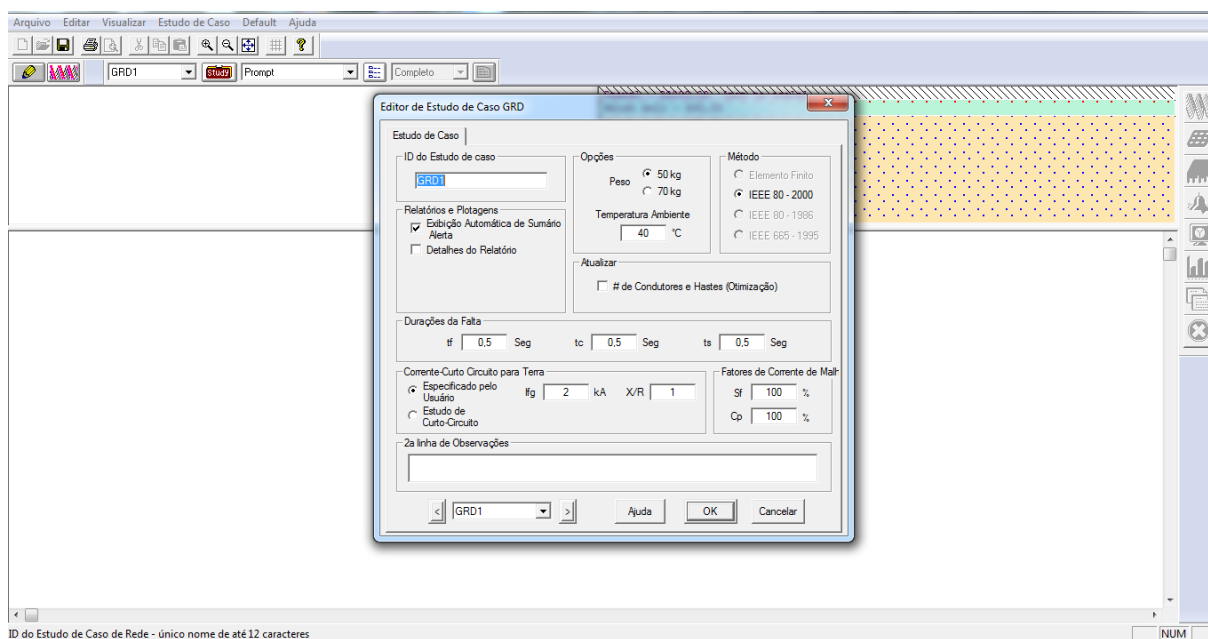 Arquivo Editar Visualizar Estudo de Caso Default Ajuda
GRD1 Study Prompt Completo
Editor de Estudo de Caso GRD
Estudo de Caso
ID do Estudo de caso
GRD1
Relatórios e Plotagens
Exibição Automática de Sumário
Alerta
Detalhes do Relatório
Opções
Peso
50 kg
70 kg
Temperatura Ambiente
40 ºC
Método
Elemento Finito
IEEE 80 - 2000
IEEE 80 - 1986
IEEE 665 - 1995
Atualizar
# de Condutores e Hastes (Otimização)
Durações da Falta
tf 0,5 Seg tc 0,5 Seg ts 0,5 Seg
Corrente-Curto Circuito para Terra
Especificado pelo
Usuário
Ifg 2 kA X/R 1
Estudo de
Curto-Circuito
Fatores de Corrente de Malh
Sf 100 %
Cp 100 %
2a linha de Observações
< GRD1 > Ajuda OK Cancelar
ID do Estudo de Caso de Rede - único nome de até 12 caracteres NUM